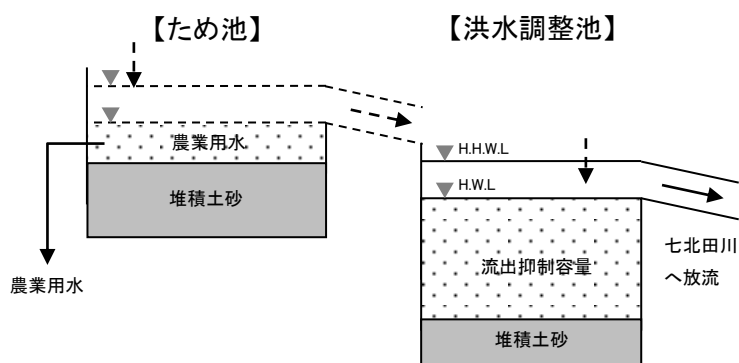 【ため池】
【洪水調整池】
農業用水
堆積土砂
農業用水
H.H.W.L
H.W.L
流出抑制容量
堆積土砂
七北田川
へ放流